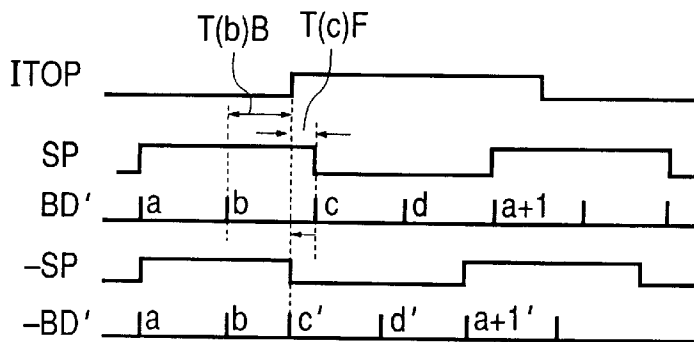 T(b)B T(c)F
ITOP
SP
BD' a b c d a+1
–SP
–BD' a b c' d' a+1'